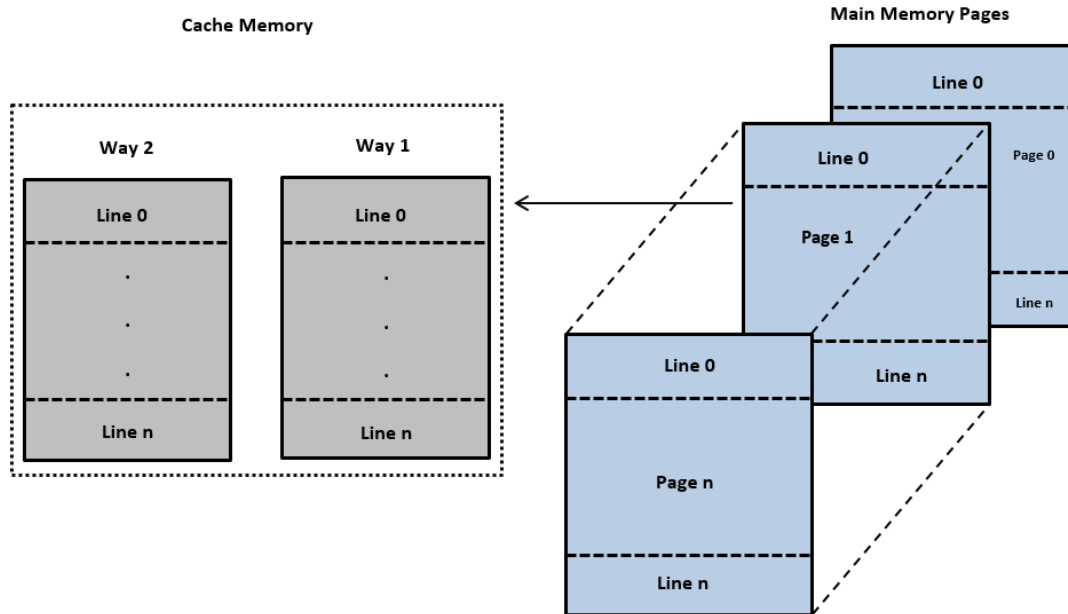 Cache Memory
Main Memory Pages
Way 2
Way 1
Line 0
.
.
.
Line n
Line 0
.
.
.
Line n
Line 0
Page 0
Line n
Line 0
Page 1
Line n
Line 0
Page n
Line n